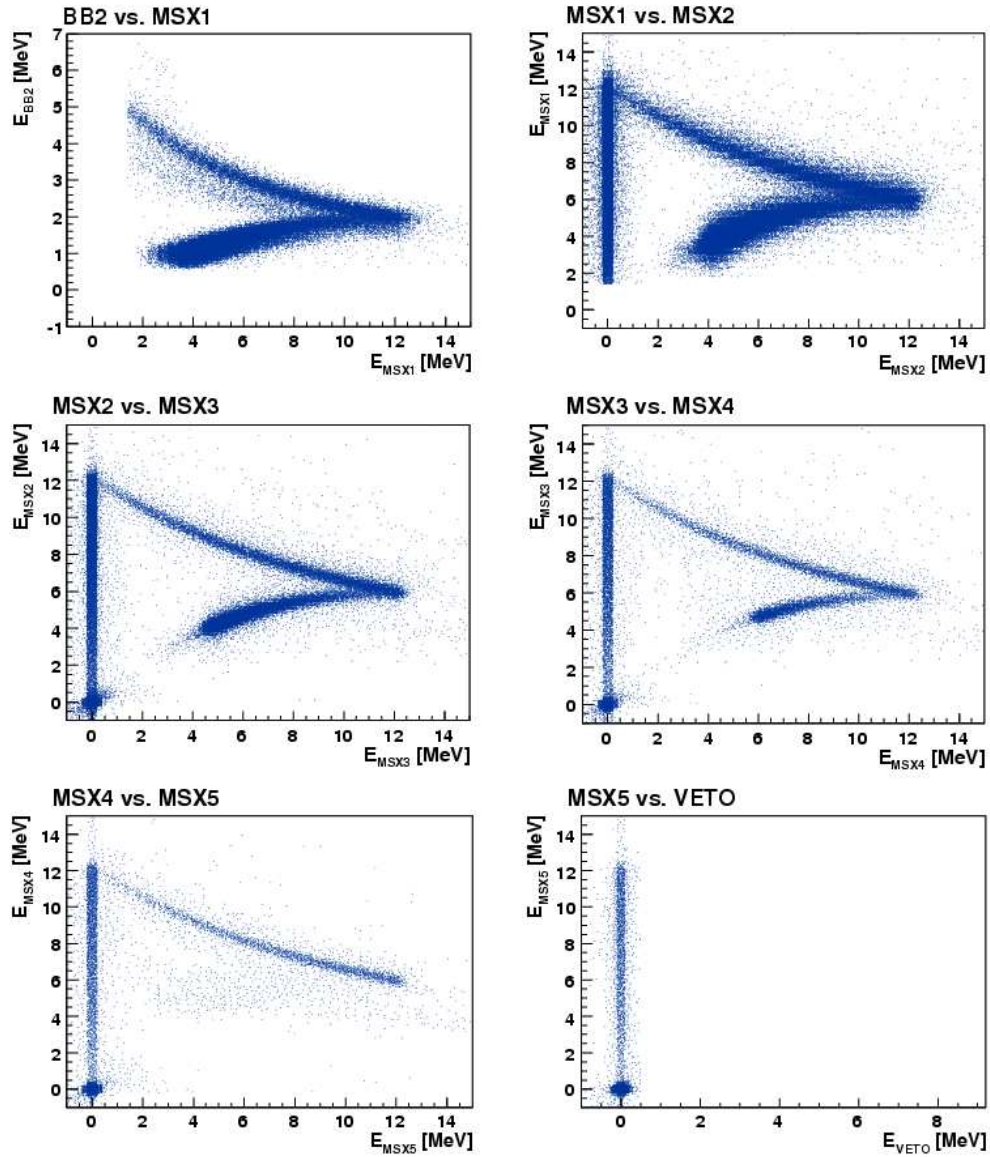 BB2 vs. MSX1
E_BB2 [MeV]
7
6
5
4
3
2
1
0
-1
0 2 4 6 8 10 12 14
E_MSX1 [MeV]
MSX1 vs. MSX2
E_MSX1 [MeV]
14
12
10
8
6
4
2
0
0 2 4 6 8 10 12 14
E_MSX2 [MeV]
MSX2 vs. MSX3
E_MSX2 [MeV]
14
12
10
8
6
4
2
0
0 2 4 6 8 10 12 14
E_MSX3 [MeV]
MSX3 vs. MSX4
E_MSX3 [MeV]
14
12
10
8
6
4
2
0
0 2 4 6 8 10 12 14
E_MSX4 [MeV]
MSX4 vs. MSX5
E_MSX4 [MeV]
14
12
10
8
6
4
2
0
0 2 4 6 8 10 12 14
E_MSX5 [MeV]
MSX5 vs. VETO
E_MSX5 [MeV]
14
12
10
8
6
4
2
0
0 2 4 6 8
E_VETO [MeV]